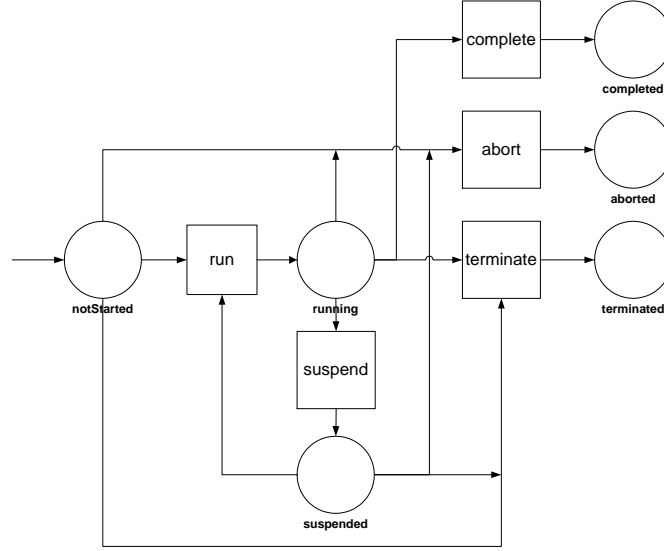 complete
completed
abort
aborted
run
terminate
notStarted
running
terminated
suspend
suspended